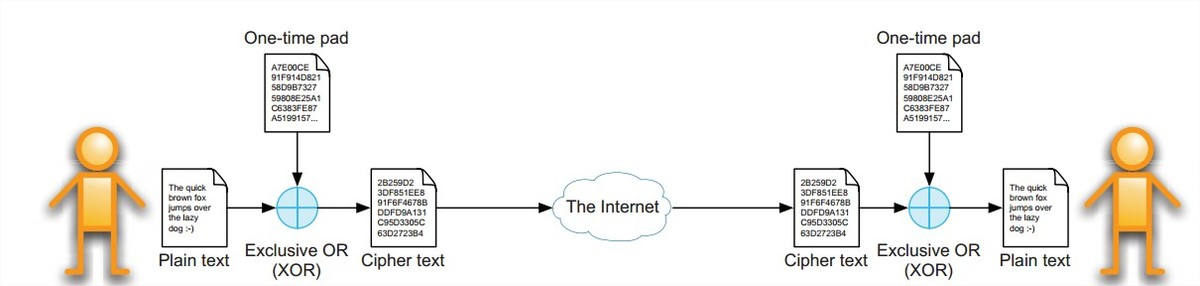 One-time pad
A7E00CE
91F914D821
58D9B7327
59808E25A1
C6383FE87
A5199157...
The quick
brown fox
jumps over
the lazy
dog :-)
Plain text
Exclusive OR
(XOR)
2B259D2
3DF851EE8
91F6F4678B
DDFD9A131
C95D3305C
63D2723B4
Cipher text
The Internet
One-time pad
A7E00CE
91F914D821
58D9B7327
59808E25A1
C6383FE87
A5199157...
2B259D2
3DF851EE8
91F6F4678B
DDFD9A131
C95D3305C
63D2723B4
Cipher text
Exclusive OR
(XOR)
The quick
brown fox
jumps over
the lazy
dog :-)
Plain text